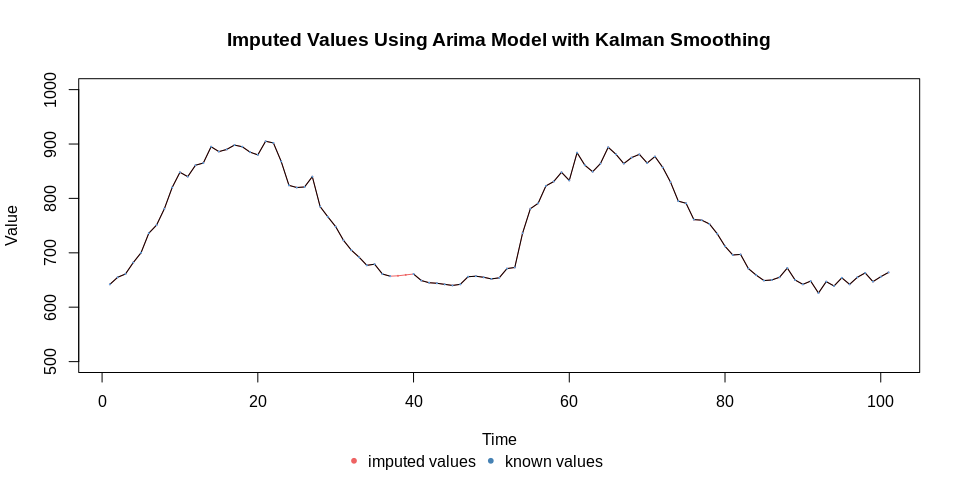 Imputed Values Using Arima Model with Kalman Smoothing
Value
1000
900
800
700
600
500
0 20 40 60 80 100
Time
imputed values known values